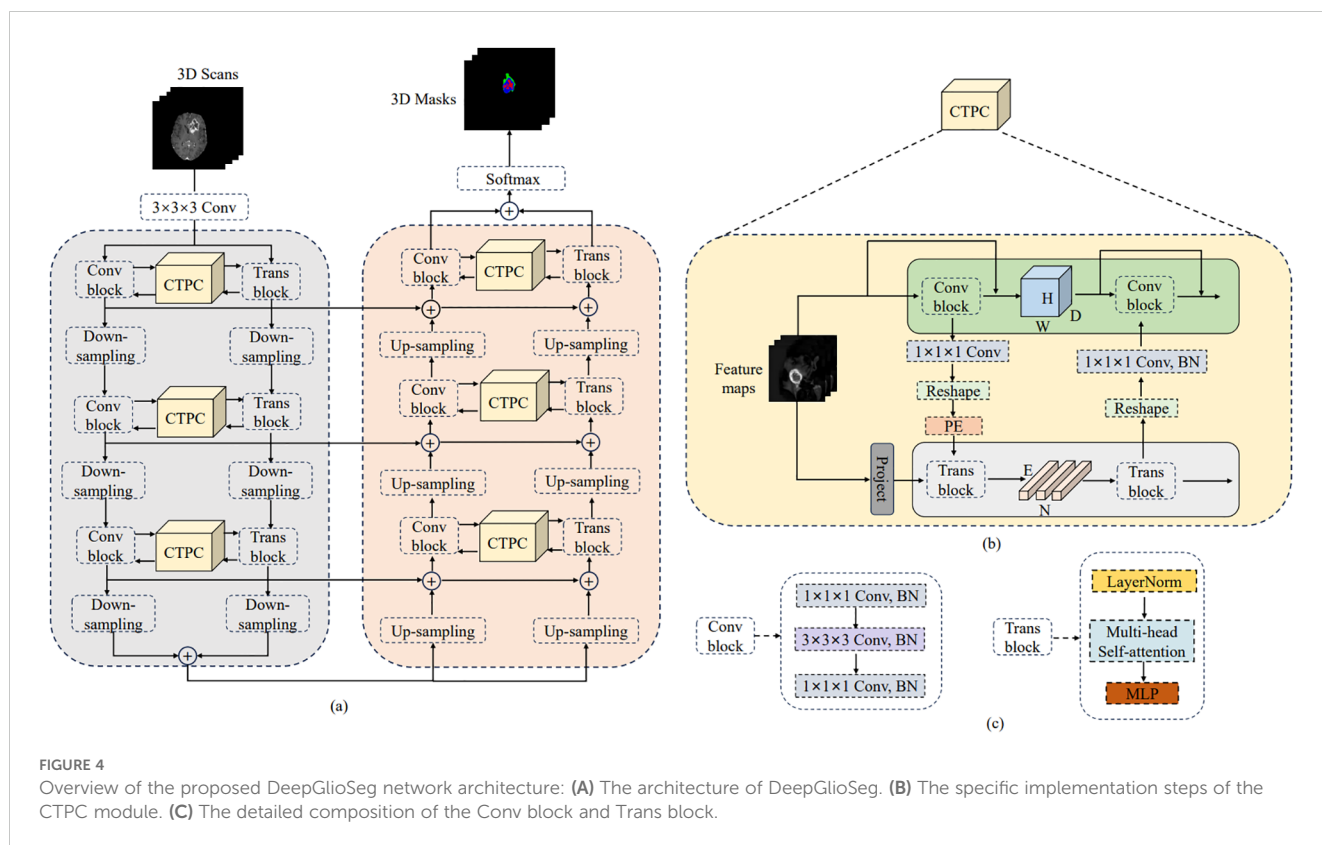 3D Scans
3×3×3 Conv
Conv
block
CTPC
Trans
block
Down-
sampling
Down-
sampling
Conv
block
CTPC
Trans
block
Down-
sampling
Down-
sampling
Conv
block
CTPC
Trans
block
Down-
sampling
Down-
sampling
+
3D Masks
Softmax
+
Conv
block
CTPC
Trans
block
+
+
Up-sampling
Up-sampling
Conv
block
CTPC
Trans
block
+
+
Up-sampling
Up-sampling
Conv
block
CTPC
Trans
block
+
+
Up-sampling
Up-sampling
(a)
CTPC
Feature
maps
Conv
block
H
W
D
Conv
block
1×1×1 Conv
1×1×1 Conv, BN
Reshape
Reshape
PE
Project
Trans
block
E
N
Trans
block
(b)
Conv
block
1×1×1 Conv, BN
3×3×3 Conv, BN
1×1×1 Conv, BN
Trans
block
LayerNorm
Multi-head
Self-attention
MLP
(c)
FIGURE 4
Overview of the proposed DeepGlioSeg network architecture: (A) The architecture of DeepGlioSeg. (B) The specific implementation steps of the
CTPC module. (C) The detailed composition of the Conv block and Trans block.